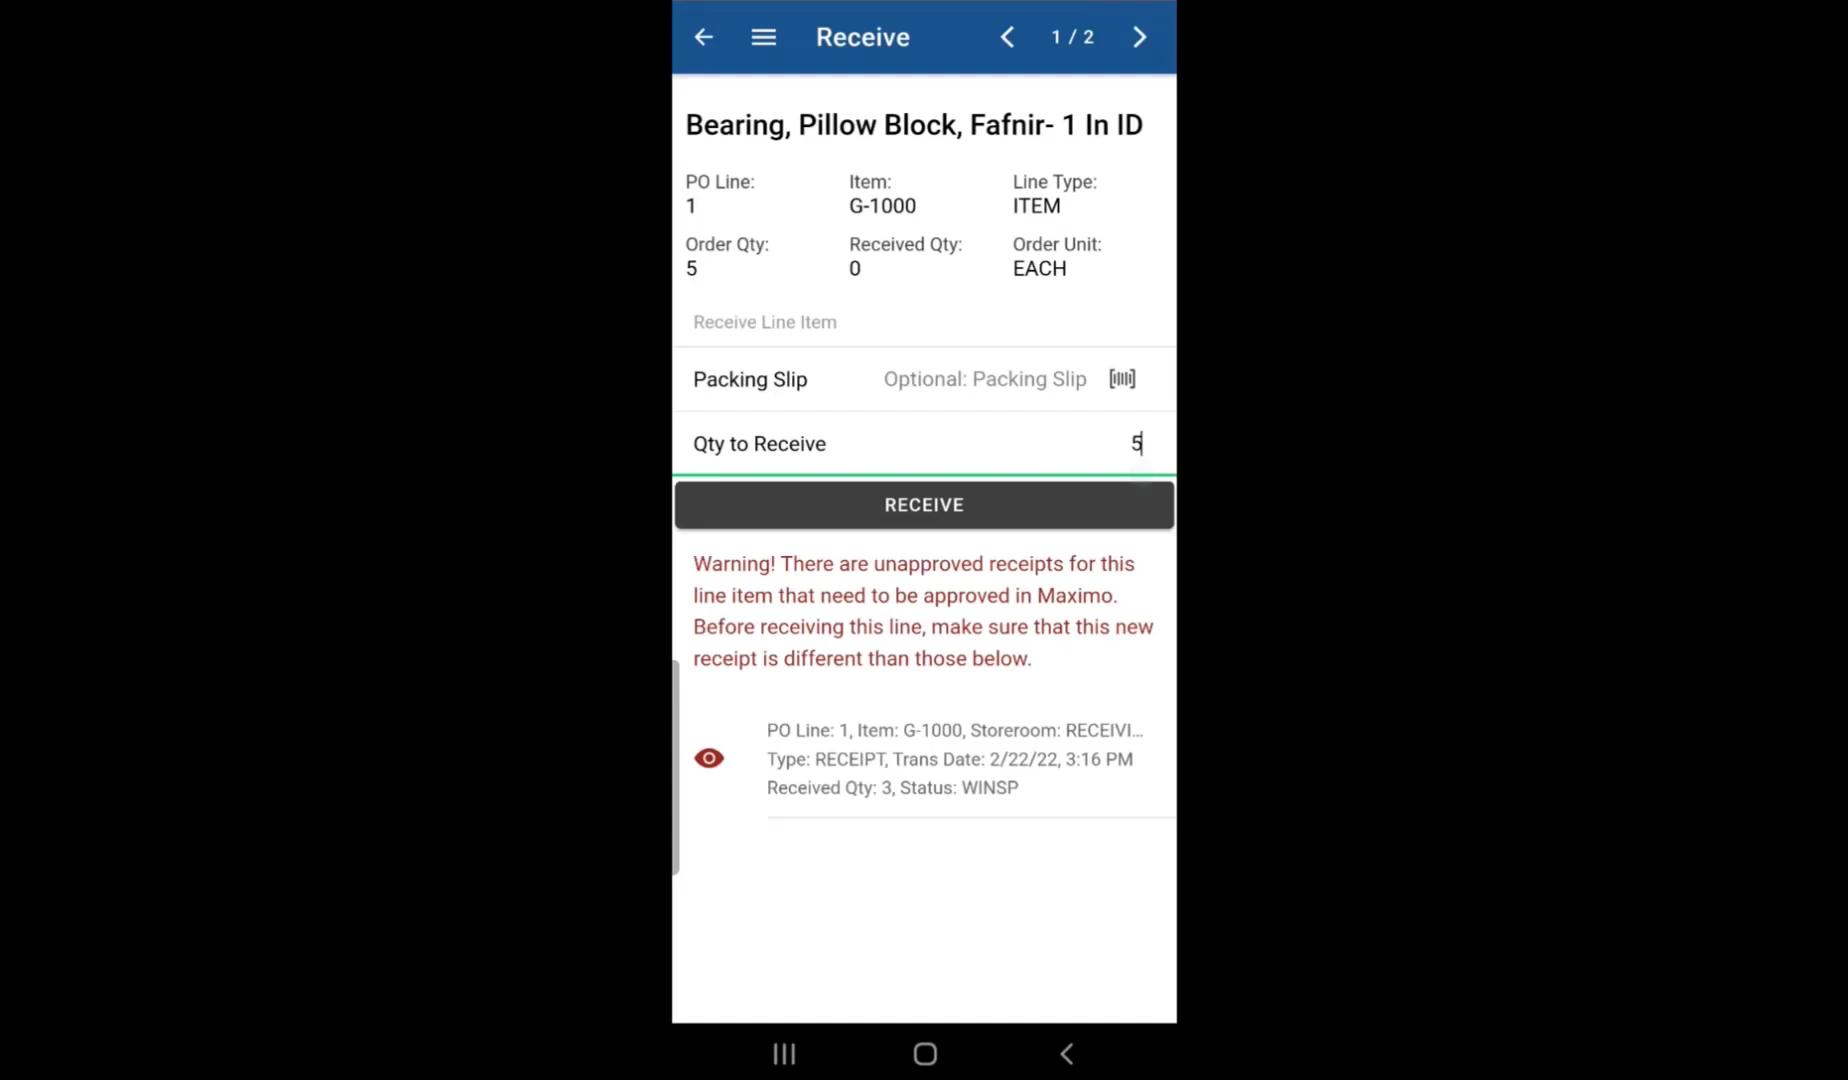 Receive
1 / 2
Bearing, Pillow Block, Fafnir- 1 In ID
PO Line: Item: Line Type:
1 G-1000 ITEM
Order Qty: Received Qty: Order Unit:
5 0 EACH
Receive Line Item
Packing Slip Optional: Packing Slip
Qty to Receive 5
RECEIVE
Warning! There are unapproved receipts for this
line item that need to be approved in Maximo.
Before receiving this line, make sure that this new
receipt is different than those below.
PO Line: 1, Item: G-1000, Storeroom: RECEIVI...
Type: RECEIPT, Trans Date: 2/22/22, 3:16 PM
Received Qty: 3, Status: WINSP